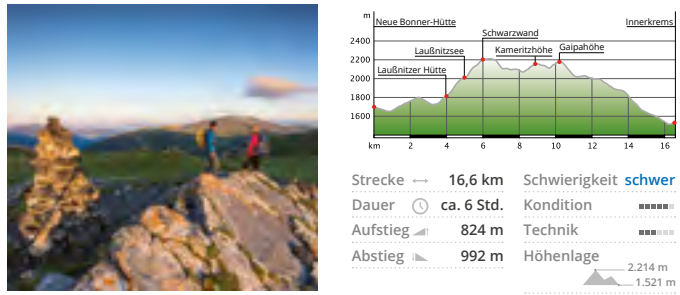 m
Neue Bonner-Hütte
Innerkrems
Schwarzwand
2400
Laußnitzsee
Kameritzhöhe
Gaipahöhe
2200
Laußnitzer Hütte
2000
1800
1600
km 2 4 6 8 10 12 14 16
Strecke 16,6 km
Schwierigkeit schwer
Dauer ca. 6 Std.
Kondition
Aufstieg 824 m
Technik
Abstieg 992 m
Höhenlage
2.214 m
1.521 m